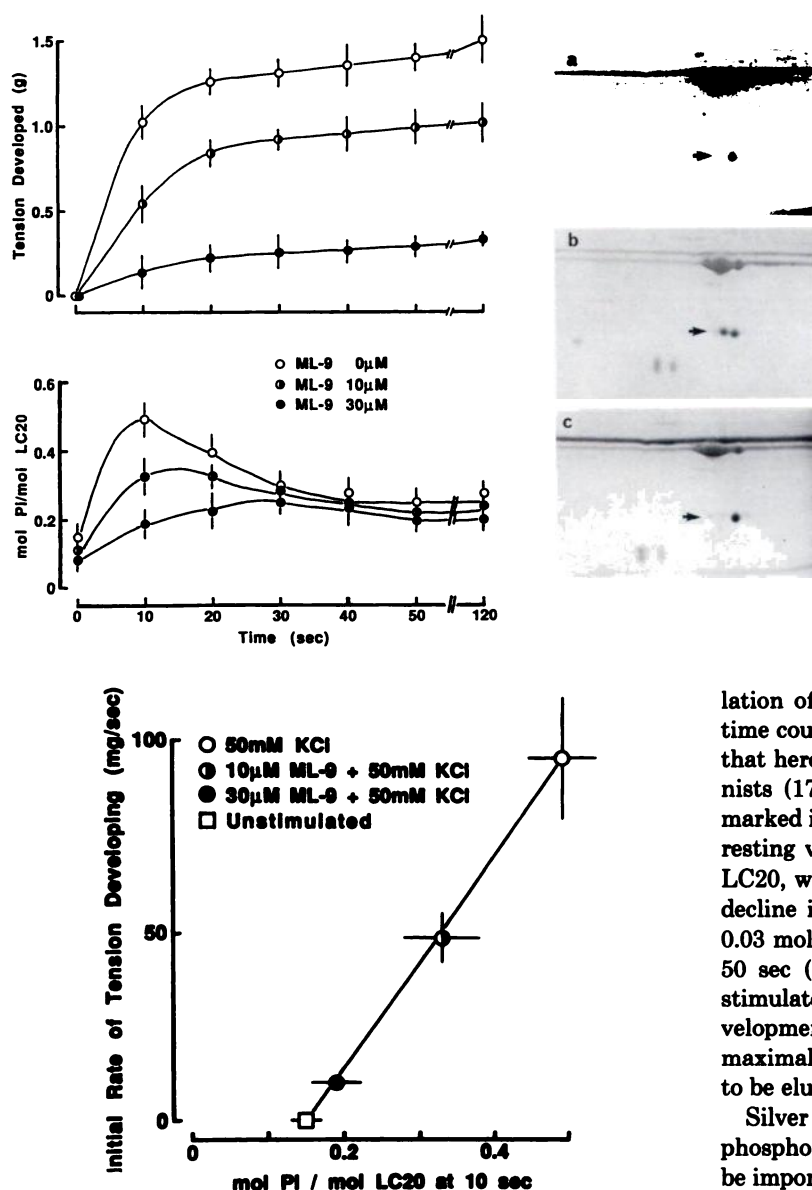 1.5
1.0
0.5
0
Tension Developed (g)
a
b
c
ML-9 0μM
ML-9 10μM
ML-9 30μM
0.6
0.4
0.2
0
mol PI/mol LC20
0 10 20 30 40 50 120
Time (sec)
100
50
0
Initial Rate of Tension Developing (mg/sec)
50mM KCl
10μM ML-9 + 50mM KCl
30μM ML-9 + 50mM KCl
Unstimulated
0 0.2 0.4
mol PI / mol LC20 at 10 sec
lation of
time cou
that here
nists (17
marked i
resting v
LC20, w
decline i
0.03 mol
50 sec (
stimulate
velopmen
maximal
to be elu
Silver
phospho
be impor